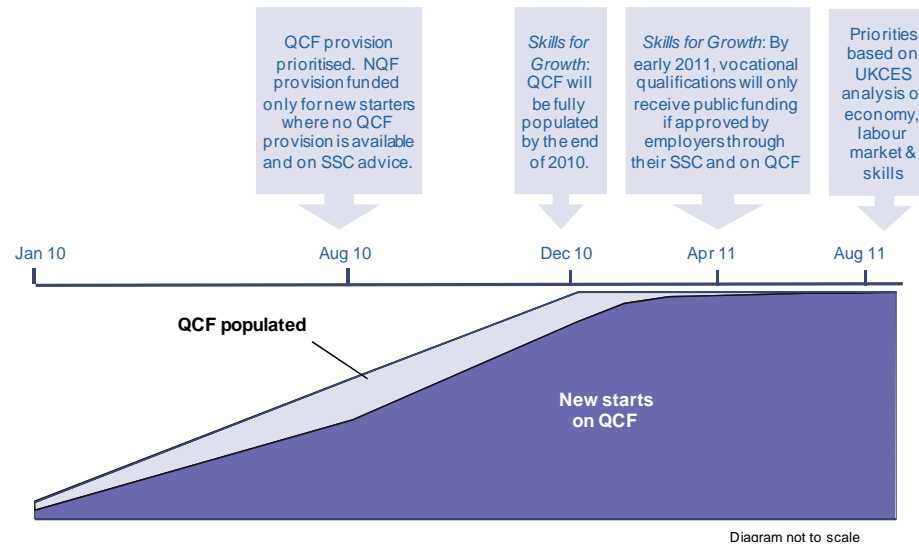 QCF provision
prioritised. NQF
provision funded
only for new starters
where no QCF
provision is available
and on SSC advice.
Skills for
Growth:
QCF will
be fully
populated
by the end
of 2010.
Skills for Growth: By
early 2011, vocational
qualifications will only
receive public funding
if approved by
employers through
their SSC and on QCF
Priorities
based on
UKCES
analysis o
economy,
labour
market &
skills
Jan 10
Aug 10
Dec 10
Apr 11
Aug 11
QCF populated
New starts
on QCF
Diagram not to scale